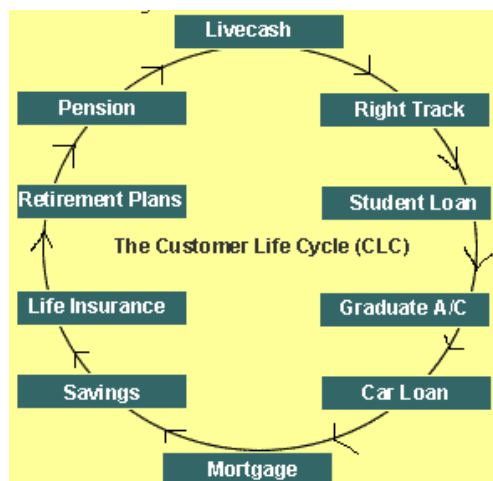 Livecash
Right Track
Student Loan
Graduate A/C
Car Loan
Mortgage
Savings
Life Insurance
Retirement Plans
Pension
The Customer Life Cycle (CLC)